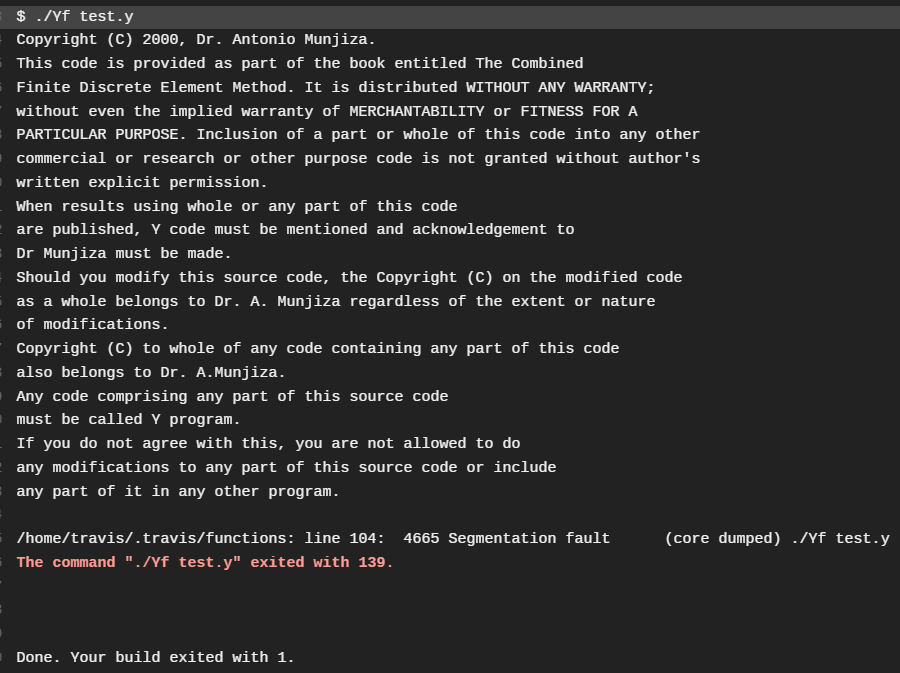 $ ./Yf test.y
Copyright (C) 2000, Dr. Antonio Munjiza.
This code is provided as part of the book entitled The Combined
Finite Discrete Element Method. It is distributed WITHOUT ANY WARRANTY;
without even the implied warranty of MERCHANTABILITY or FITNESS FOR A
PARTICULAR PURPOSE. Inclusion of a part or whole of this code into any other
commercial or research or other purpose code is not granted without author's
written explicit permission.
When results using whole or any part of this code
are published, Y code must be mentioned and acknowledgement to
Dr Munjiza must be made.
Should you modify this source code, the Copyright (C) on the modified code
as a whole belongs to Dr. A. Munjiza regardless of the extent or nature
of modifications.
Copyright (C) to whole of any code containing any part of this code
also belongs to Dr. A.Munjiza.
Any code comprising any part of this source code
must be called Y program.
If you do not agree with this, you are not allowed to do
any modifications to any part of this source code or include
any part of it in any other program.
/home/travis/.travis/functions: line 104:  4665 Segmentation fault      (core dumped) ./Yf test.y
The command "./Yf test.y" exited with 139.
Done. Your build exited with 1.